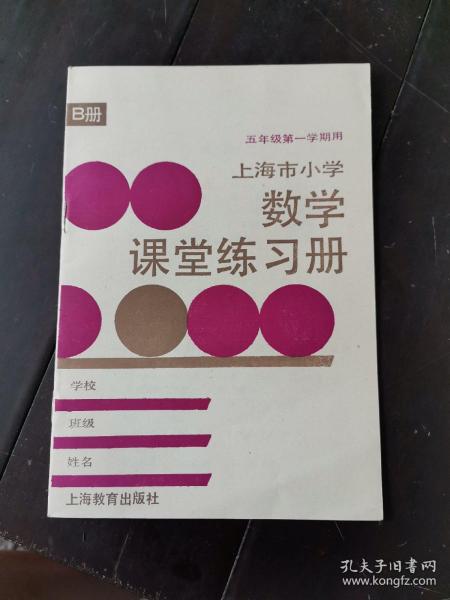 B册
五年级第一学期用
上海市小学
数学
课堂练习册
学校
班级
姓名
上海教育出版社
孔夫子旧书网
www.kongfz.com